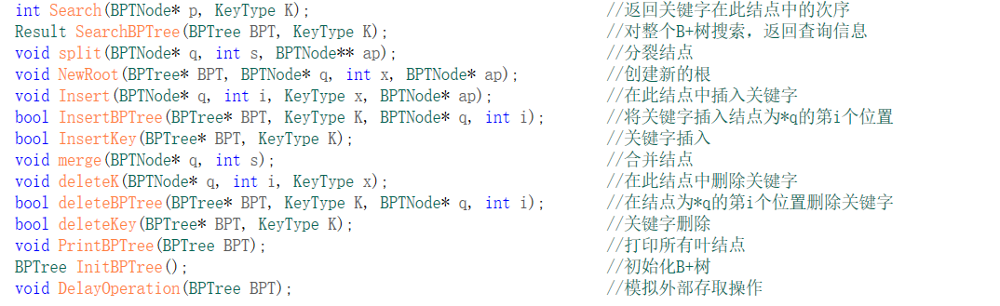 int Search(BPTNode* p, KeyType K); //返回关键字在此结点中的次序
Result SearchBPTree(BPTree BPT, KeyType K); //对整个B+树搜索，返回查询信息
void split(BPTNode* q, int s, BPTNode** ap); //分裂结点
void NewRoot(BPTree* BPT, BPTNode* q, int x, BPTNode* ap); //创建新的根
void Insert(BPTNode* q, int i, KeyType x, BPTNode* ap); //在此结点中插入关键字
bool InsertBPTree(BPTree* BPT, KeyType K, BPTNode* q, int i); //将关键字插入结点为*q的第i个位置
bool InsertKey(BPTree* BPT, KeyType K); //关键字插入
void merge(BPTNode* q, int s); //合并结点
void deleteK(BPTNode* q, int i, KeyType x); //在此结点中删除关键字
bool deleteBPTree(BPTree* BPT, KeyType K, BPTNode* q, int i); //在结点为*q的第i个位置删除关键字
bool deleteKey(BPTree* BPT, KeyType K); //关键字删除
void PrintBPTree(BPTree BPT); //打印所有叶结点
BPTree InitBPTree(); //初始化B+树
void DelayOperation(BPTree BPT); //模拟外部存取操作